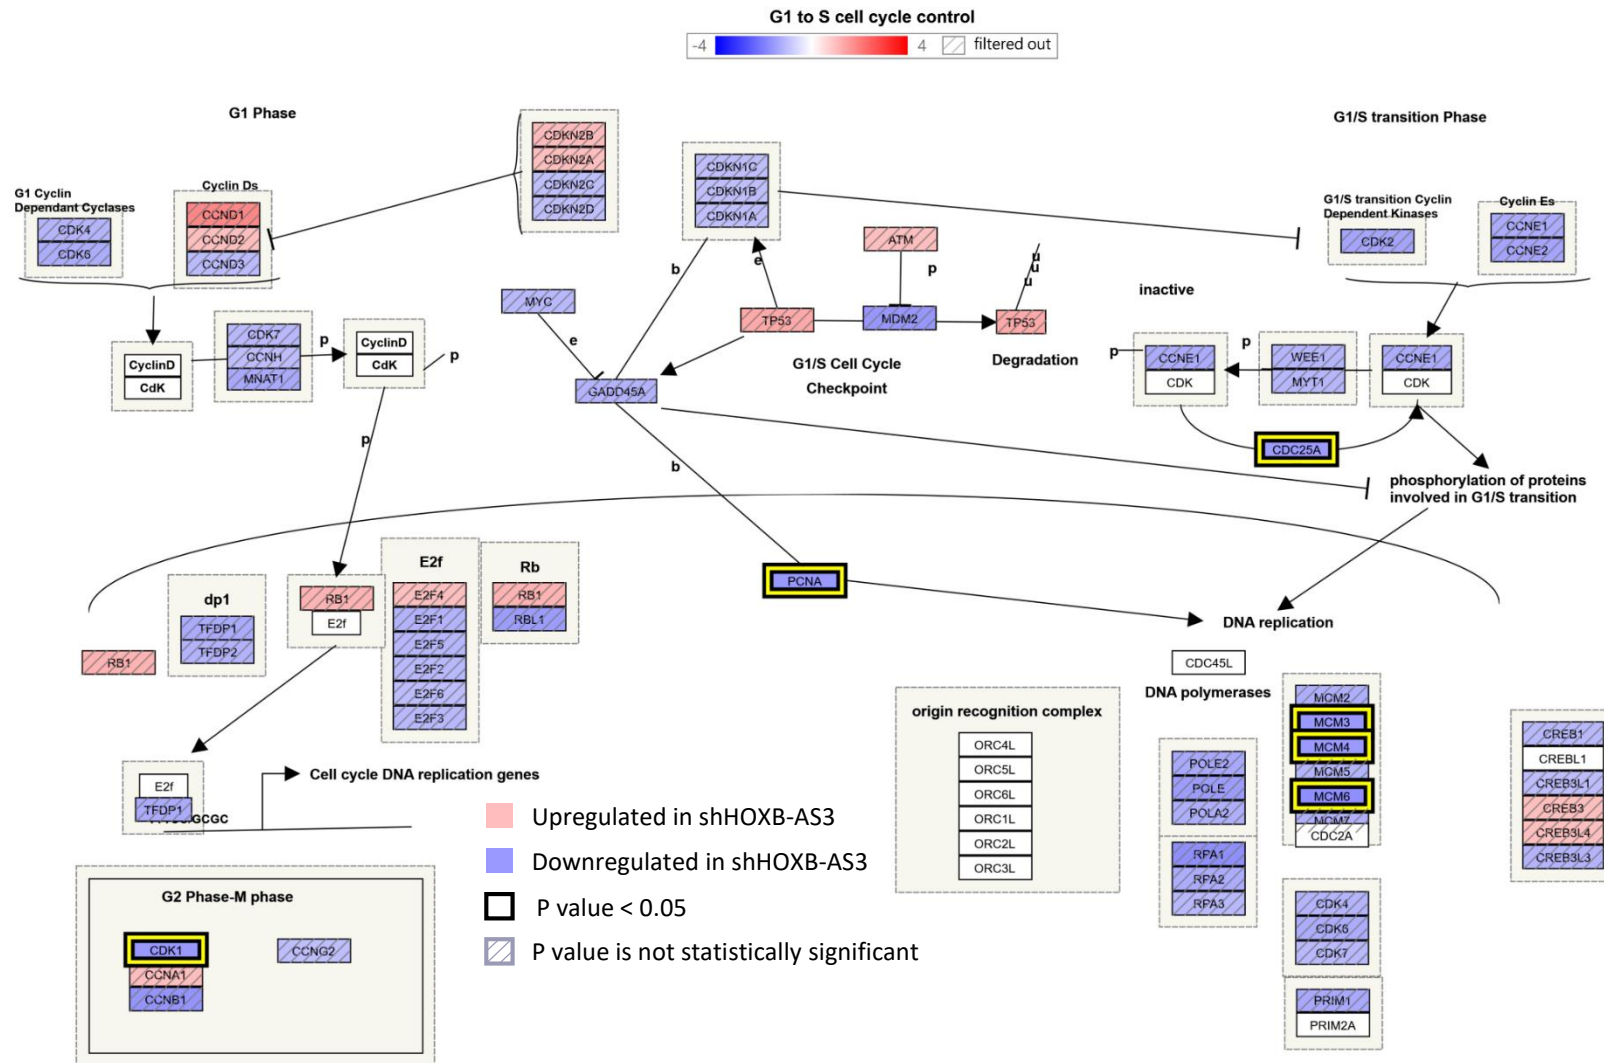 G1 to S cell cycle control
-4 4 filtered out
G1 Phase
G1/S transition Phase
CDKN2B
CDKN2A
CDKN2C
CDKN2D
CDKN1C
CDKN1B
CDKN1A
G1 Cyclin
Dependant Cyclases
CDK4
CDK6
Cyclin Ds
CCND1
CCND2
CCND3
G1/S transition Cyclin
Dependent Kinases
CDK2
Cyclin Es
CCNE1
CCNE2
ATM
b
e
p
u
u
u
MYC
TP53
MDM2
TP53
inactive
e
G1/S Cell Cycle
Checkpoint
Degradation
CyclinD
CdK
CDK7
CCNH
MNAT1
p
CyclinD
CdK
p
GADD45A
p
CCNE1
CDK
p
WEE1
MYT1
CCNE1
CDK
p
b
CDC25A
phosphorylation of proteins
involved in G1/S transition
dp1
TFDP1
TFDP2
RB1
RB1
E2f
E2f
E2F4
E2F1
E2F5
E2F2
E2F6
E2F3
Rb
RB1
RBL1
PCNA
DNA replication
CDC45L
DNA polymerases
origin recognition complex
ORC4L
ORC5L
ORC6L
ORC1L
ORC2L
ORC3L
POLE2
POLE
POLA2
RPA1
RPA2
RPA3
MCM2
MCM3
MCM4
MCM5
MCM6
MCM7
CDC2A
CREB1
CREBL1
CREB3L1
CREB3
CREB3L4
CREB3L3
E2f
TFDP1
GCGC
Cell cycle DNA replication genes
Upregulated in shHOXB-AS3
Downregulated in shHOXB-AS3
P value < 0.05
P value is not statistically significant
G2 Phase-M phase
CDK1
CCNA1
CCNB1
CCNG2
CDK4
CDK6
CDK7
PRIM1
PRIM2A